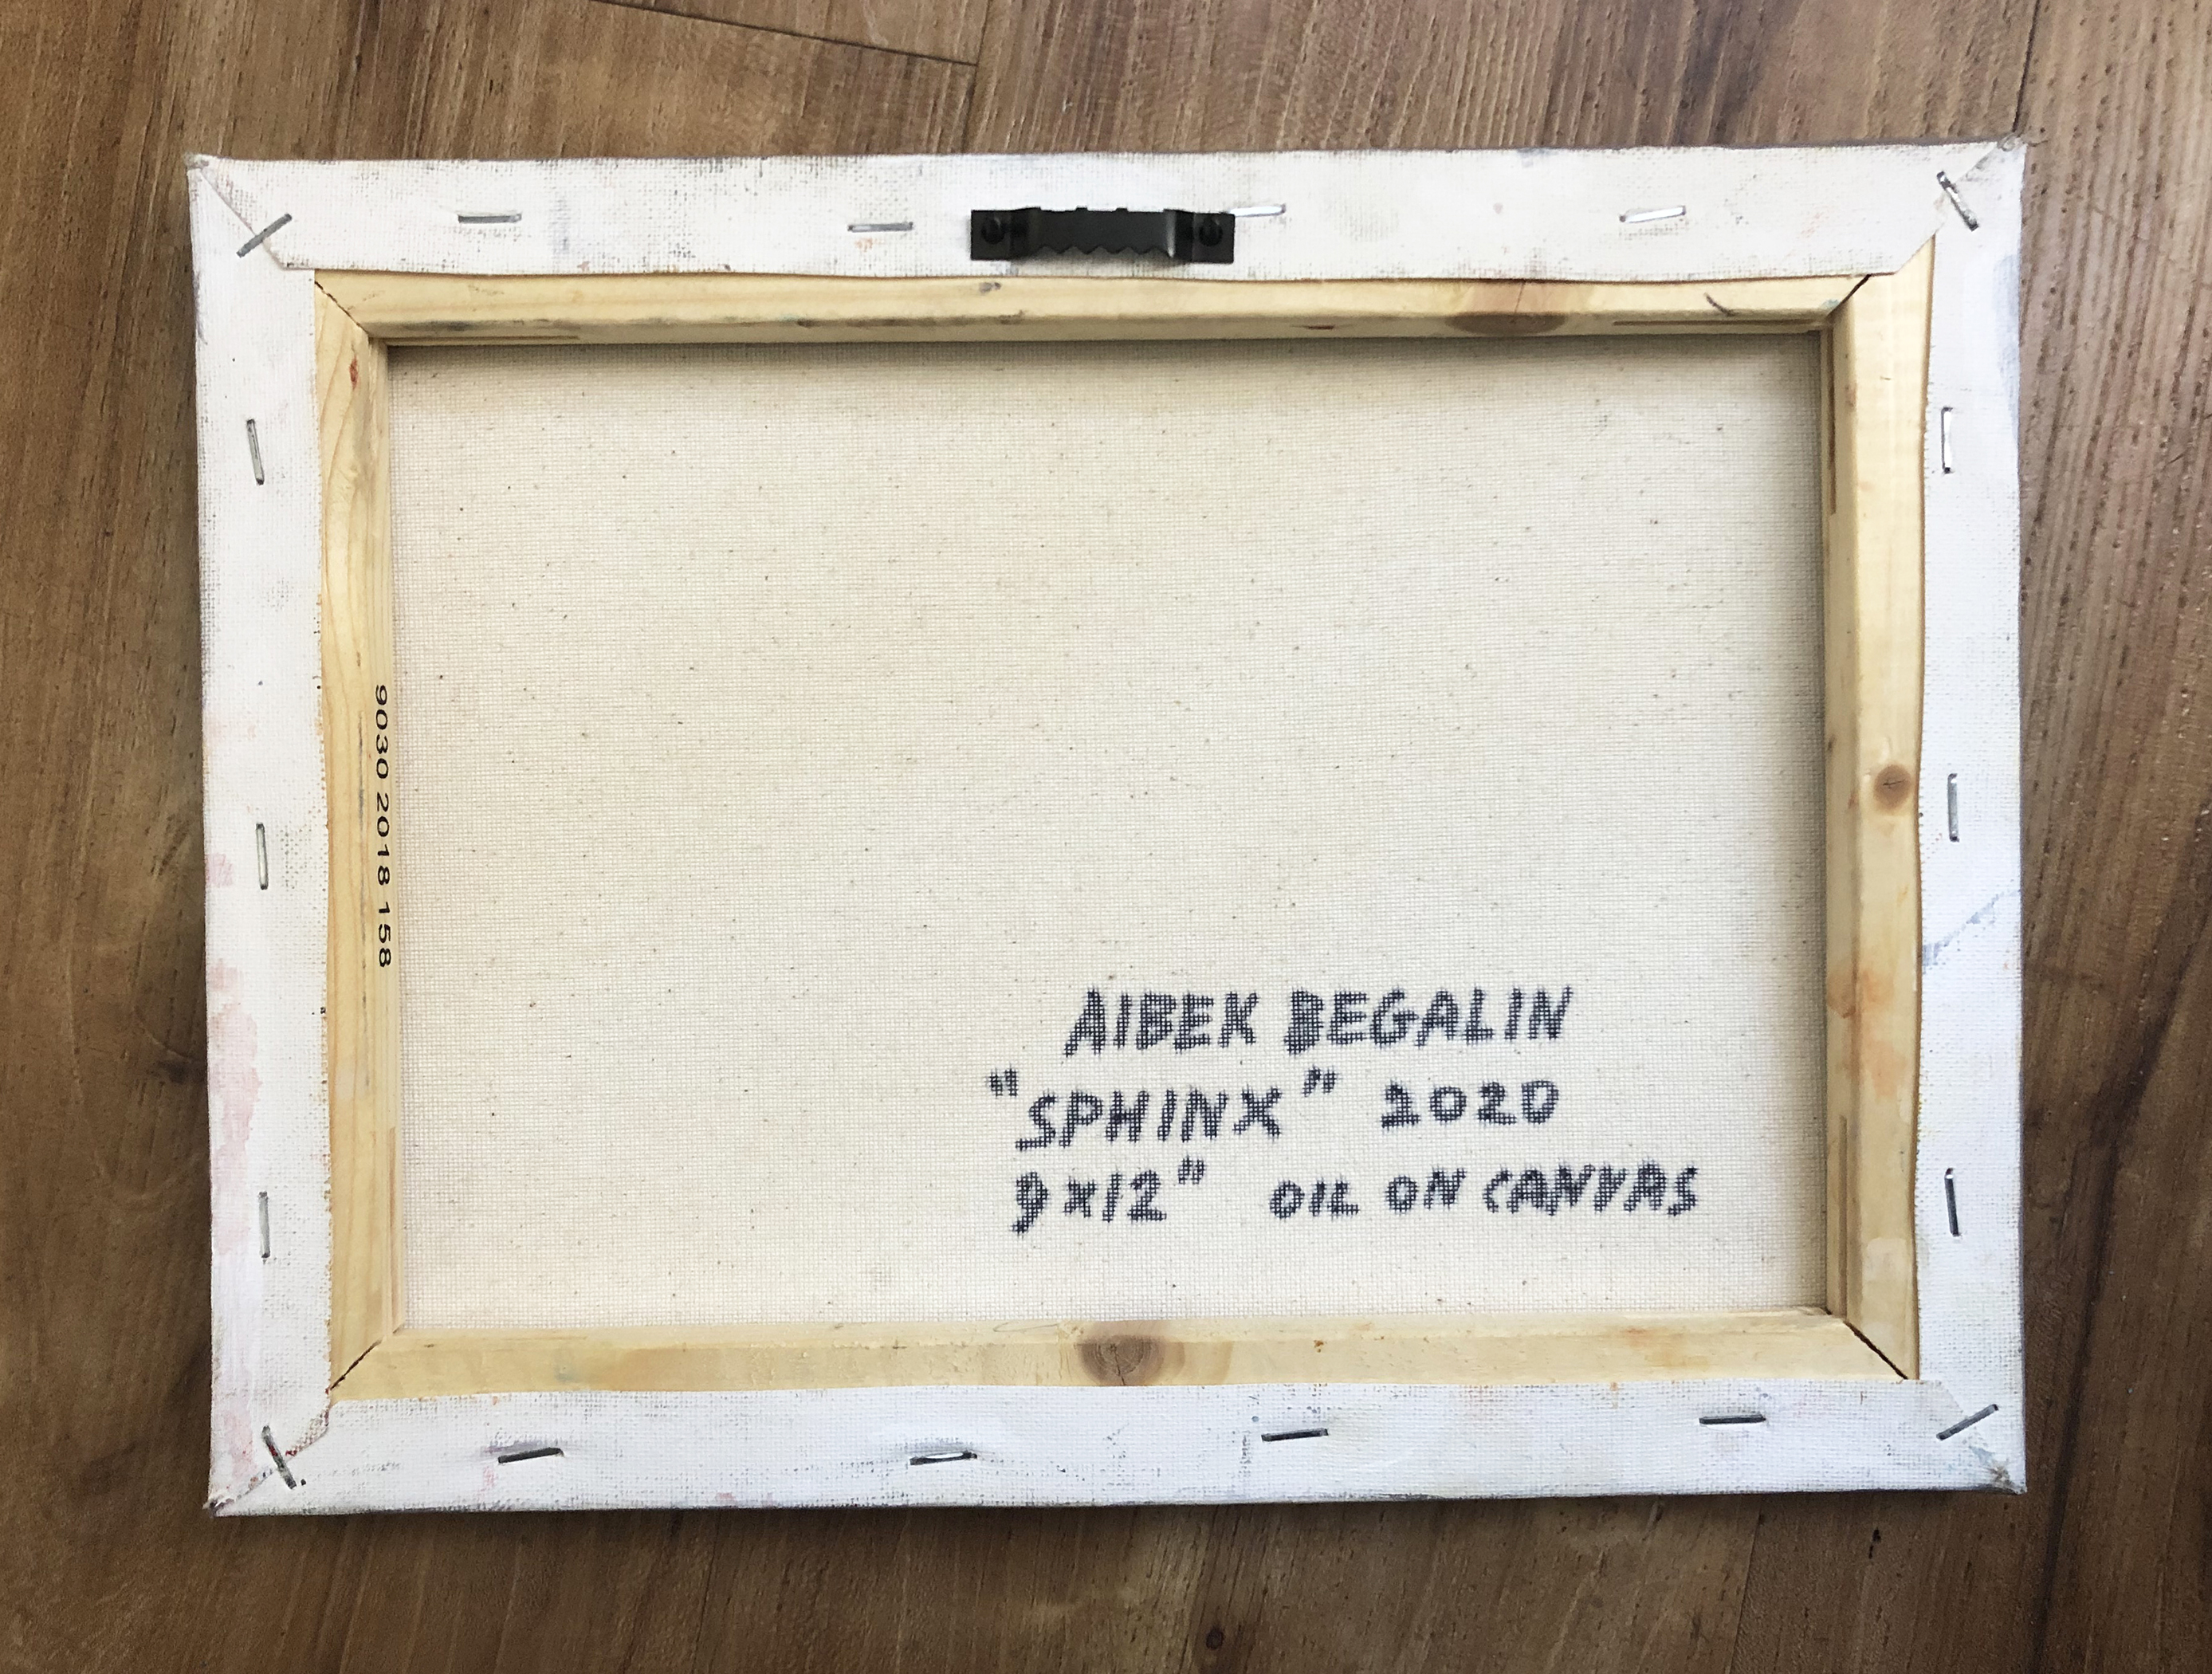 9030 2018 158
AIBEK BEGALIN
"SPHINX" 2020
9x12" OIL ON CANVAS